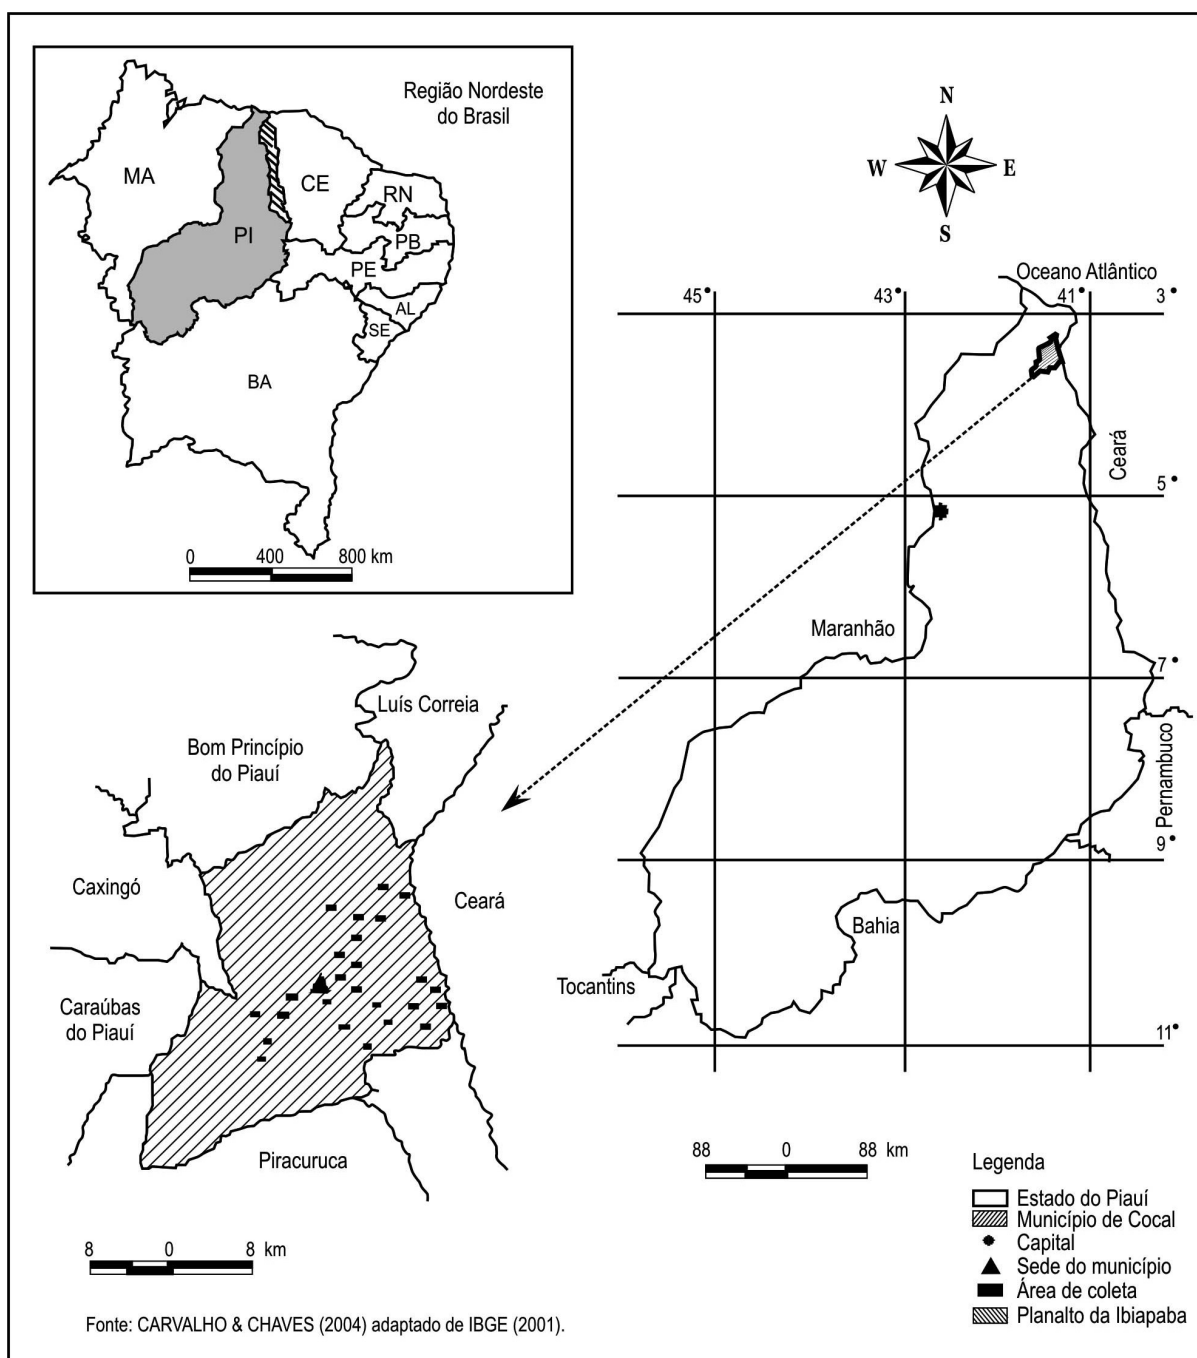 Região Nordeste
do Brasil
MA
PI
CE
RN
PB
PE
AL
SE
BA
0 400 800 km
N
W E
S
Oceano Atlântico
45° 43° 41° 3°
Ceará
5°
Maranhão
7°
Pernambuco
9°
Bahia
Tocantins
11°
Luís Correia
Bom Princípio
do Piauí
Caxingó
Ceará
Caraúbas
do Piauí
Piracuruca
88 0 88 km
8 0 8 km
Legenda
Estado do Piauí
Município de Cocal
Capital
Sede do município
Área de coleta
Planalto da Ibiapaba
Fonte: CARVALHO & CHAVES (2004) adaptado de IBGE (2001).